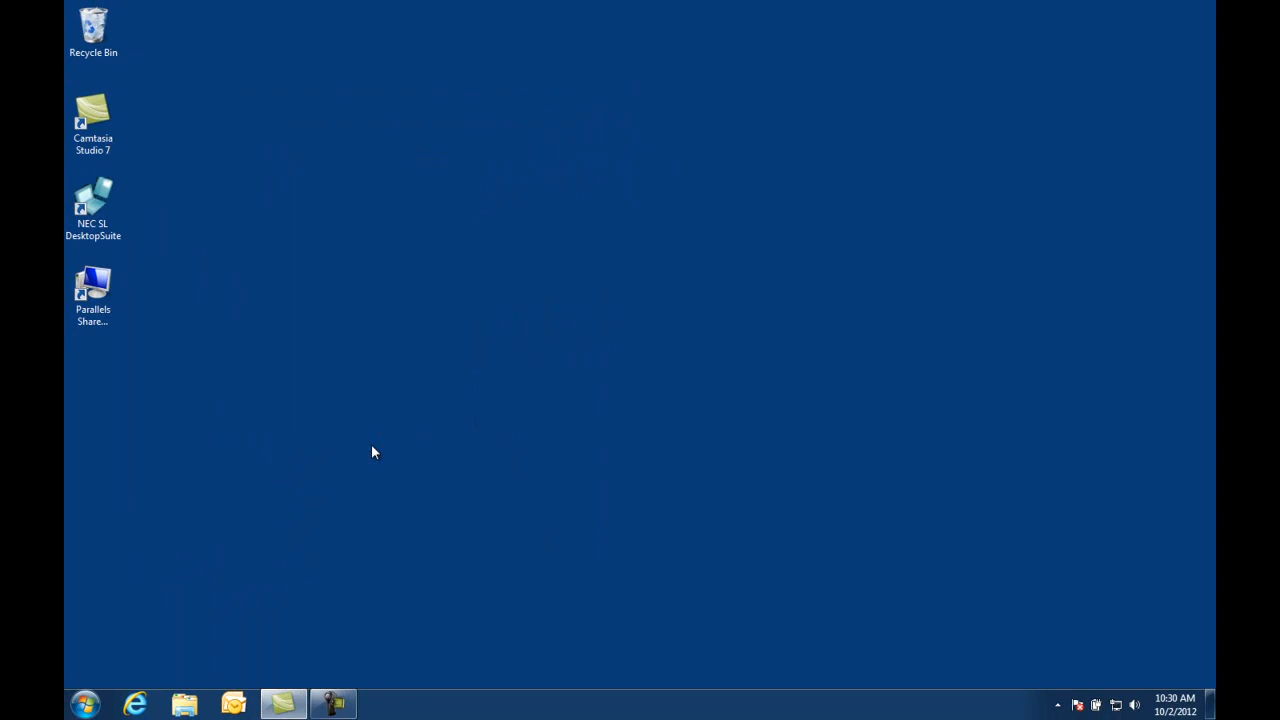 Recycle Bin
Camtasia
Studio 7
NEC SL
DesktopSuite
Parallels
Share...
10:30 AM
10/2/2012